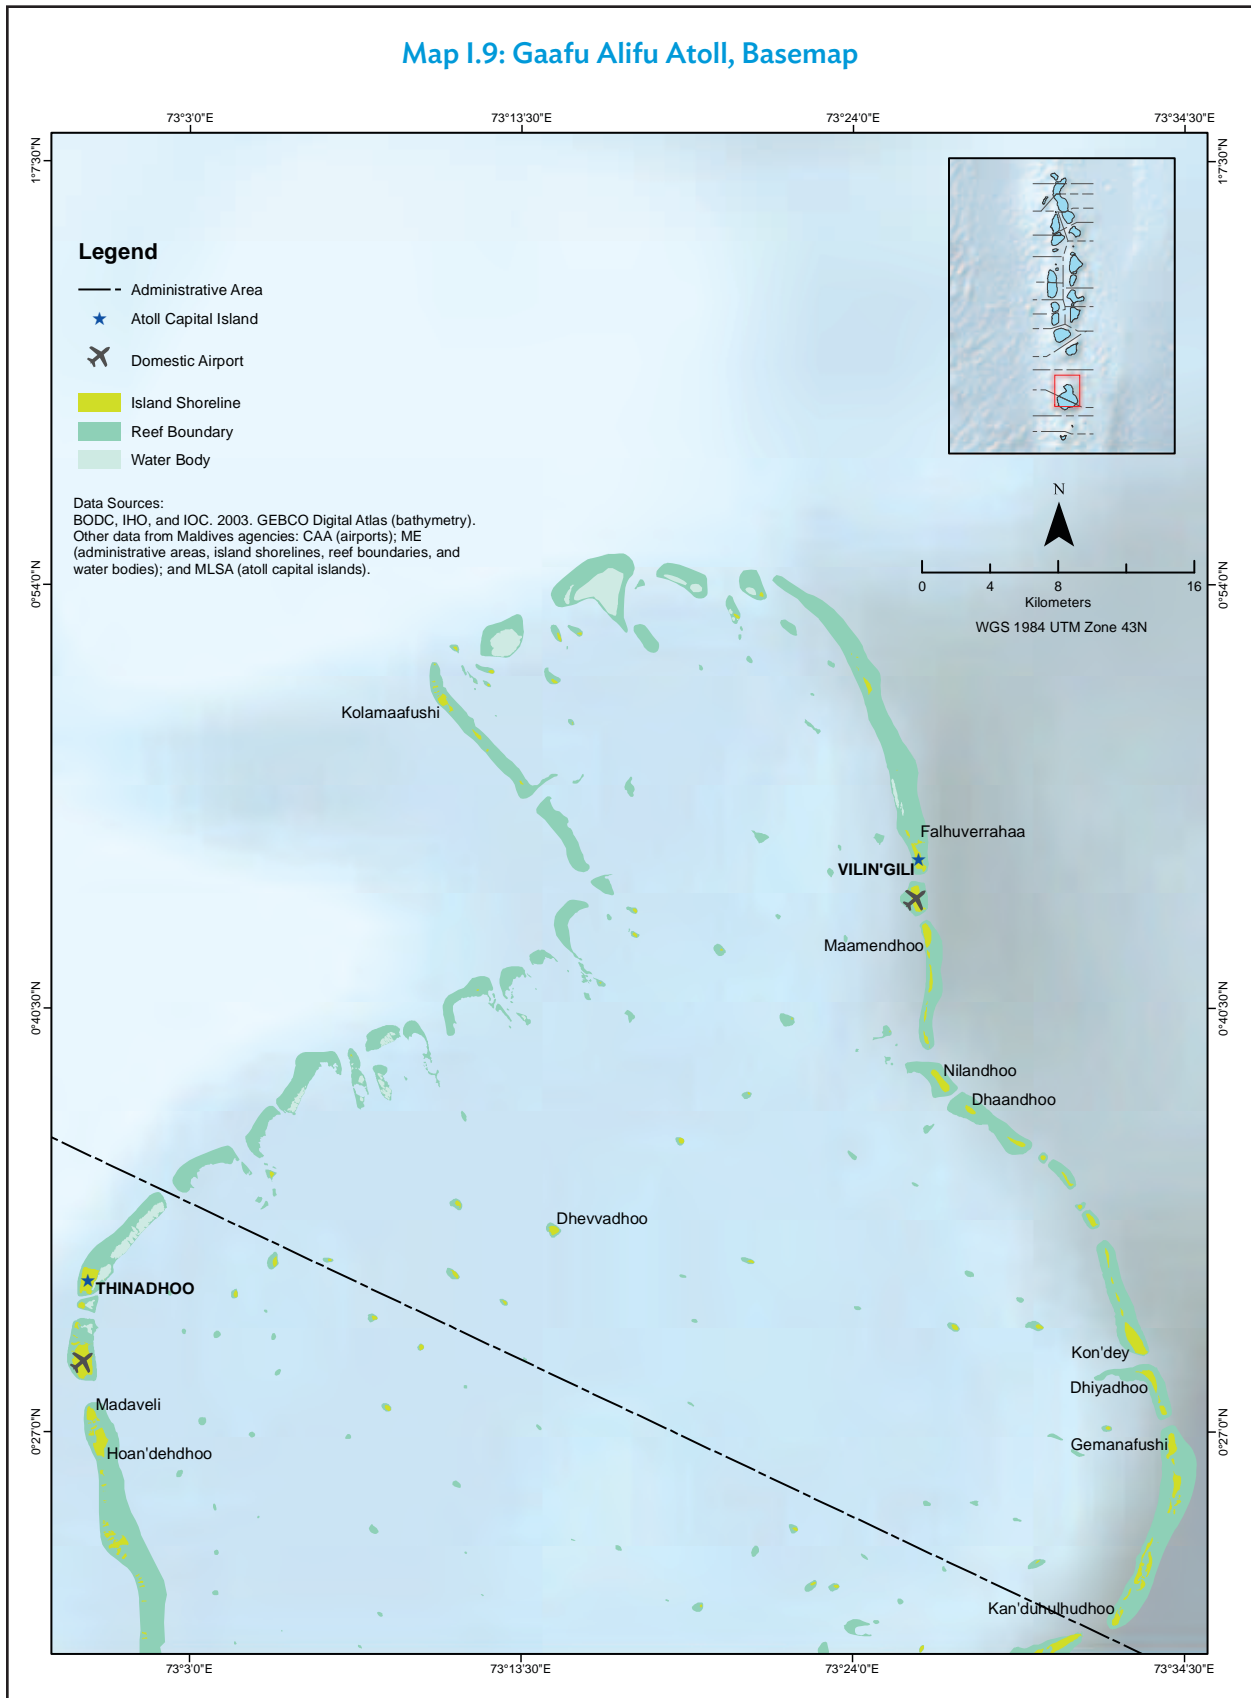 Map I.9: Gaafu Alifu Atoll, Basemap
73°3'0"E
73°13'30"E
73°24'0"E
73°34'30"E
1°7'30"N
1°7'30"N
Legend
Administrative Area
Atoll Capital Island
Domestic Airport
Island Shoreline
Reef Boundary
Water Body
Data Sources:
BODC, IHO, and IOC. 2003. GEBCO Digital Atlas (bathymetry).
Other data from Maldives agencies: CAA (airports); ME
(administrative areas, island shorelines, reef boundaries, and
water bodies); and MLSA (atoll capital islands).
N
0 4 8 16
Kilometers
WGS 1984 UTM Zone 43N
0°54'0"N
0°54'0"N
Kolamaafushi
Falhuverrahaa
VILIN'GILI
Maamendhoo
0°40'30"N
0°40'30"N
Nilandhoo
Dhaandhoo
Dhevvadhoo
THINADHOO
Kon'dey
Dhiyadhoo
Madaveli
Hoan'dehdhoo
Gemanafushi
0°27'0"N
0°27'0"N
Kan'duhulhudhoo
73°3'0"E
73°13'30"E
73°24'0"E
73°34'30"E